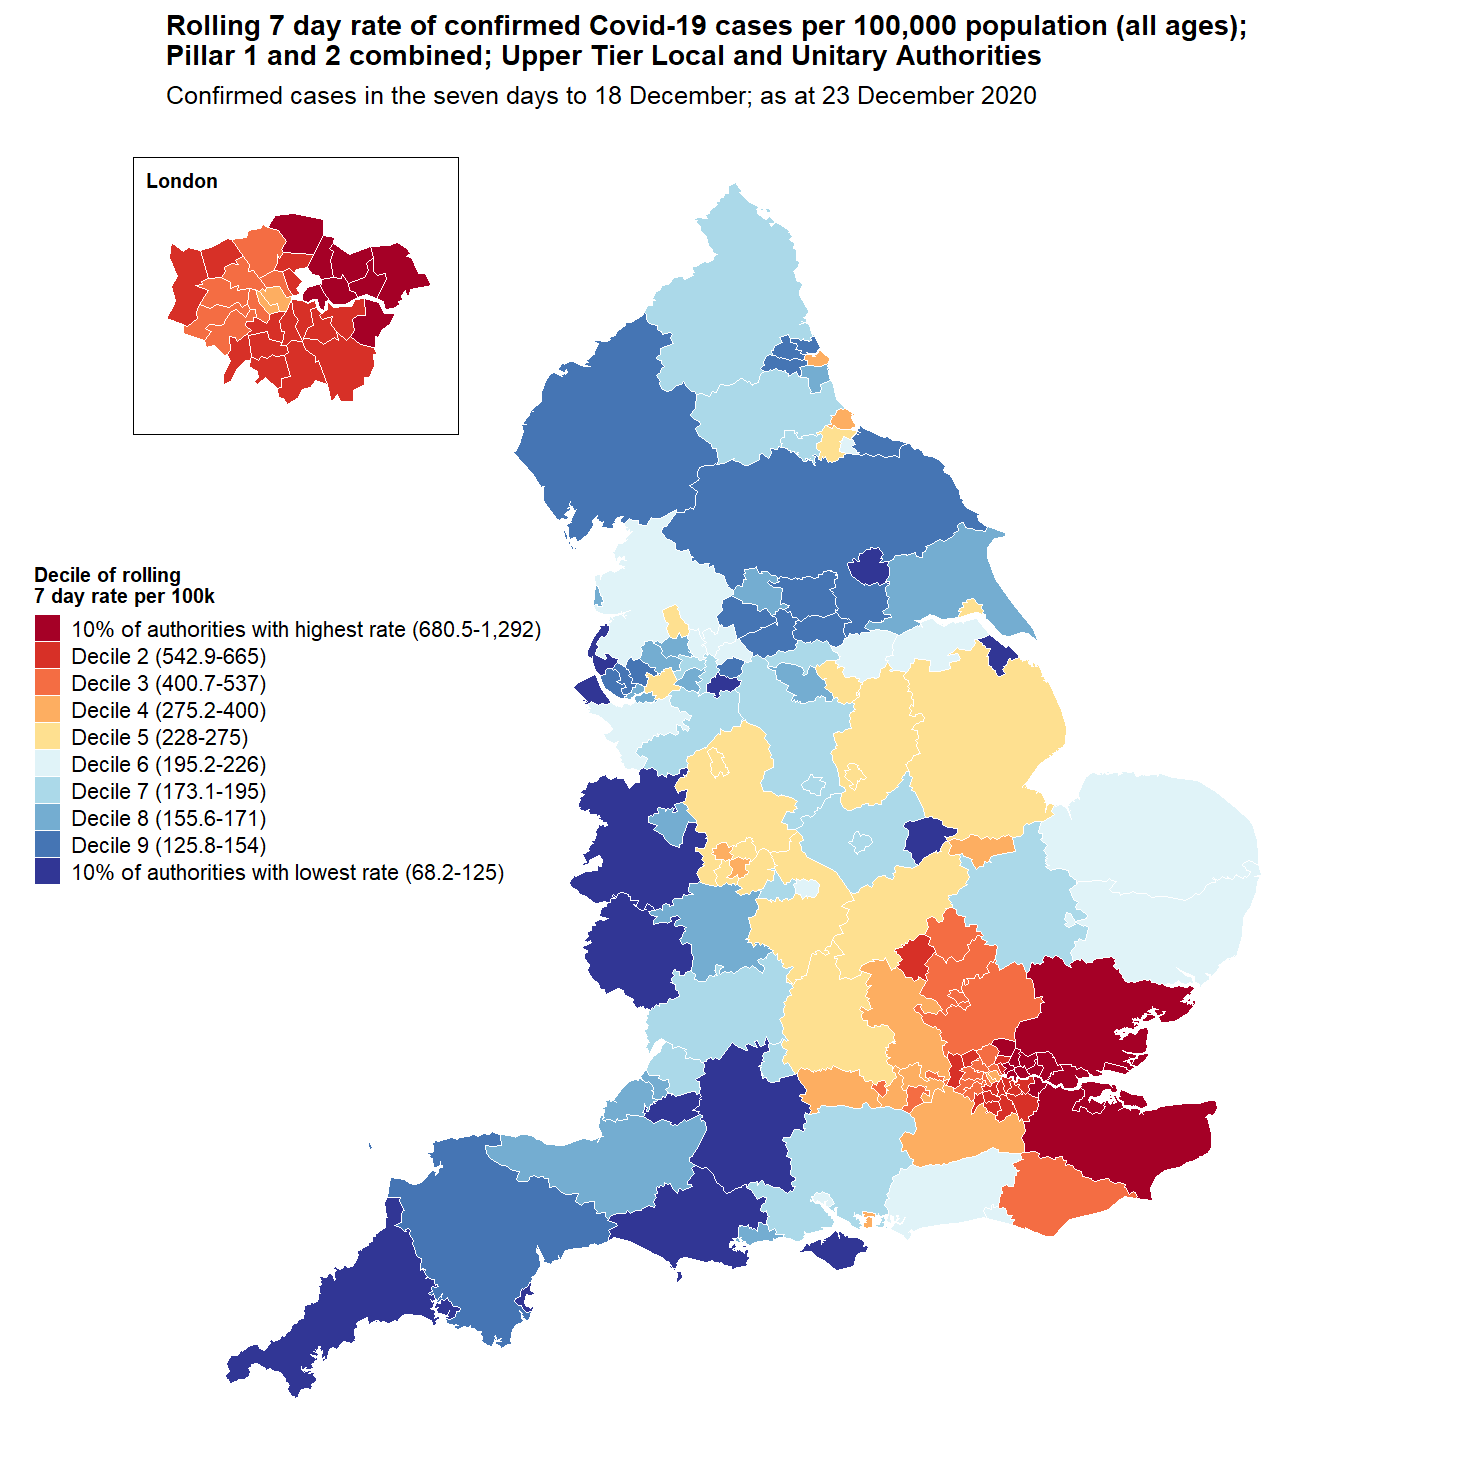 Rolling 7 day rate of confirmed Covid-19 cases per 100,000 population (all ages);
Pillar 1 and 2 combined; Upper Tier Local and Unitary Authorities
Confirmed cases in the seven days to 18 December; as at 23 December 2020
London
Decile of rolling
7 day rate per 100k
10% of authorities with highest rate (680.5-1,292)
Decile 2 (542.9-665)
Decile 3 (400.7-537)
Decile 4 (275.2-400)
Decile 5 (228-275)
Decile 6 (195.2-226)
Decile 7 (173.1-195)
Decile 8 (155.6-171)
Decile 9 (125.8-154)
10% of authorities with lowest rate (68.2-125)